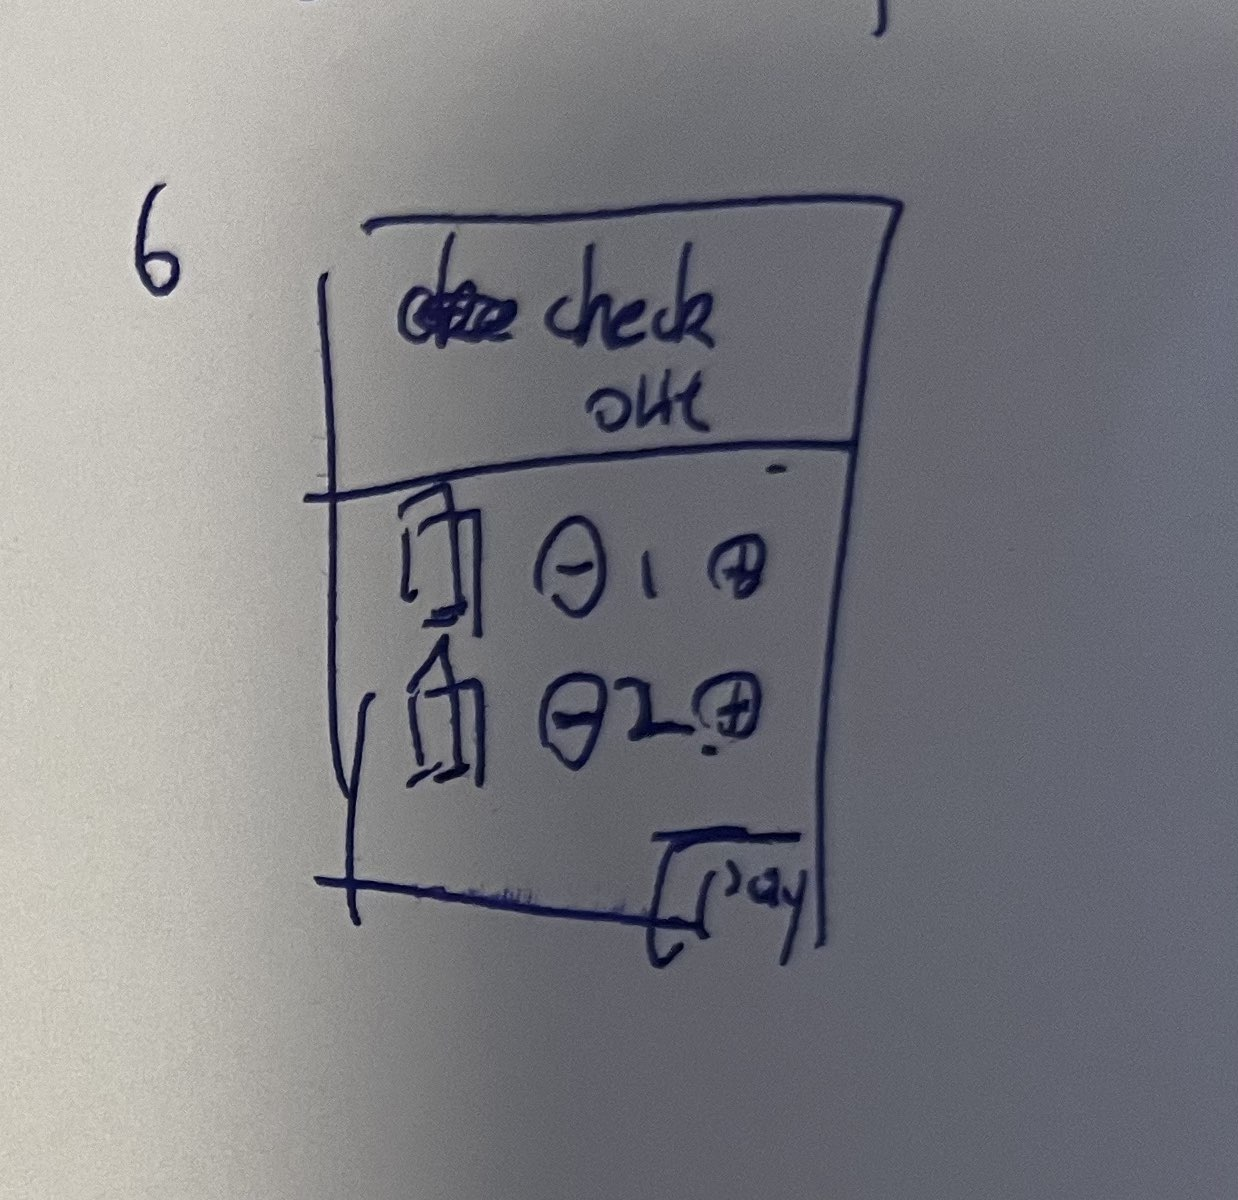 6
check
out
⊖ 1 ⊕
⊖ 2 ⊕
pay